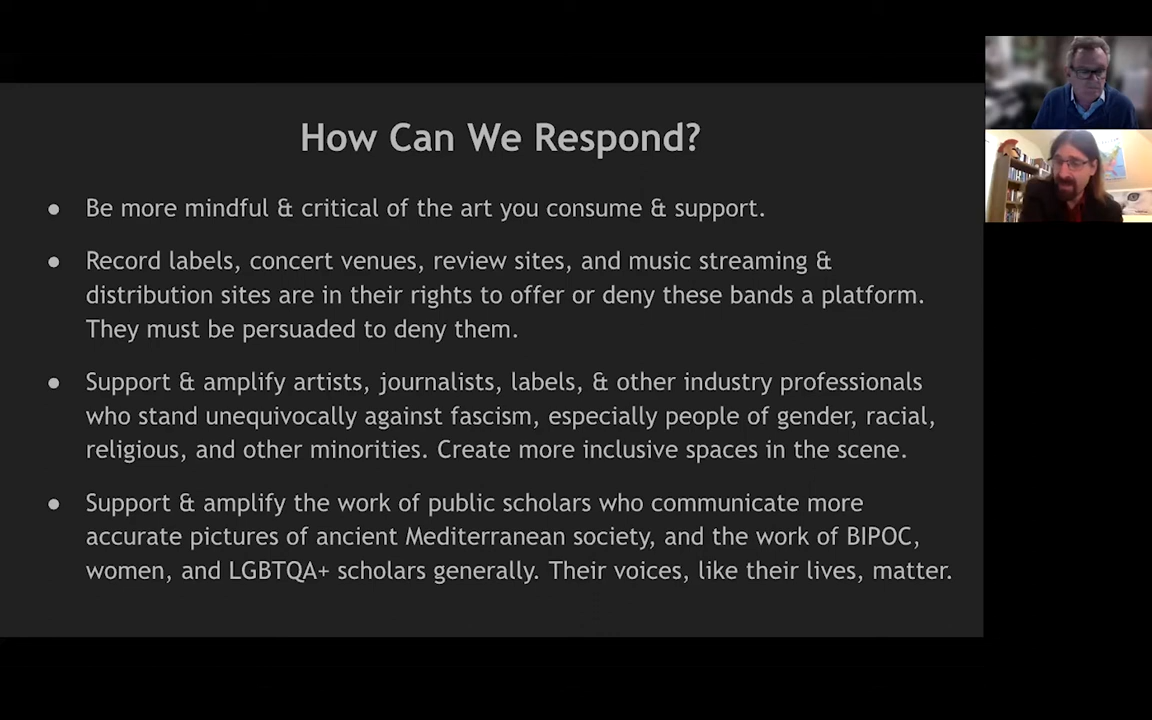 How Can We Respond?
● Be more mindful & critical of the art you consume & support.
● Record labels, concert venues, review sites, and music streaming &
distribution sites are in their rights to offer or deny these bands a platform.
They must be persuaded to deny them.
● Support & amplify artists, journalists, labels, & other industry professionals
who stand unequivocally against fascism, especially people of gender, racial,
religious, and other minorities. Create more inclusive spaces in the scene.
● Support & amplify the work of public scholars who communicate more
accurate pictures of ancient Mediterranean society, and the work of BIPOC,
women, and LGBTQA+ scholars generally. Their voices, like their lives, matter.